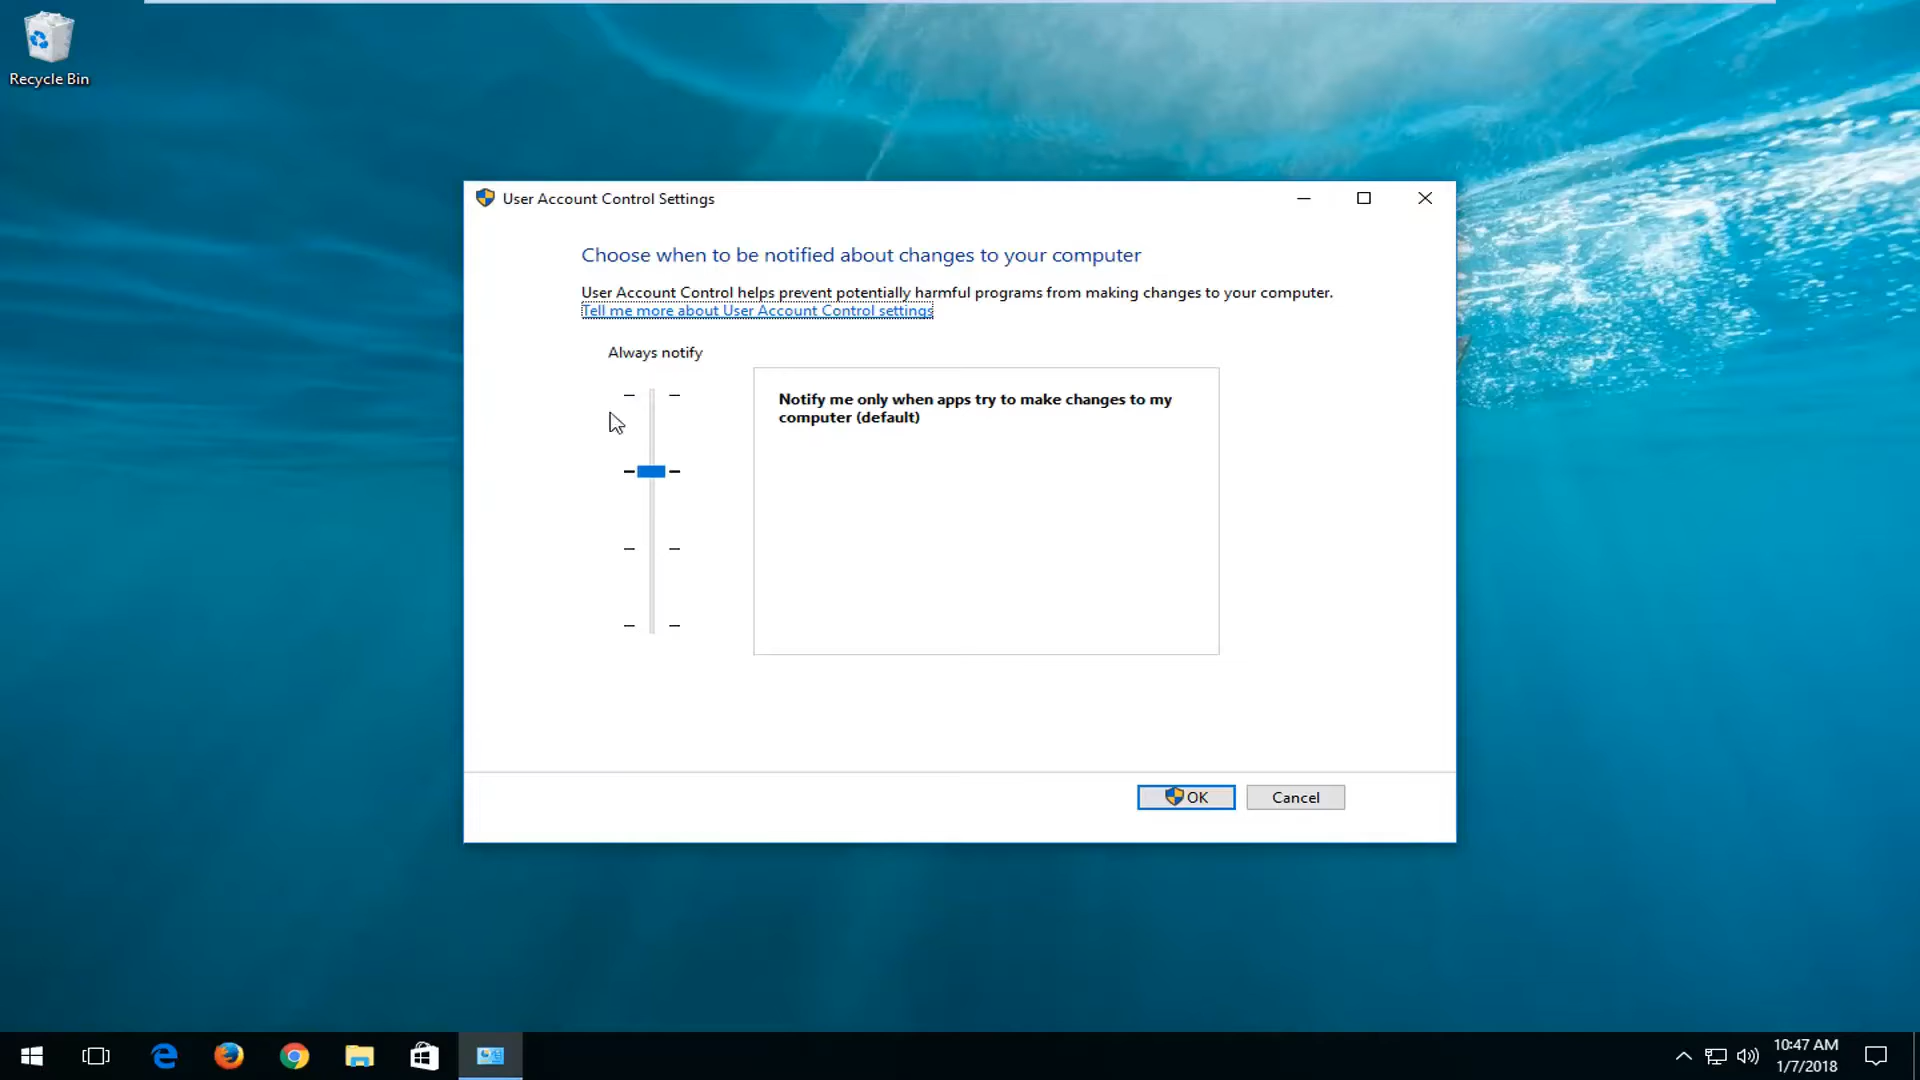 Recycle Bin
User Account Control Settings
Choose when to be notified about changes to your computer
User Account Control helps prevent potentially harmful programs from making changes to your computer.
Tell me more about User Account Control settings
Always notify
Notify me only when apps try to make changes to my
computer (default)
OK
Cancel
10:47 AM
1/7/2018